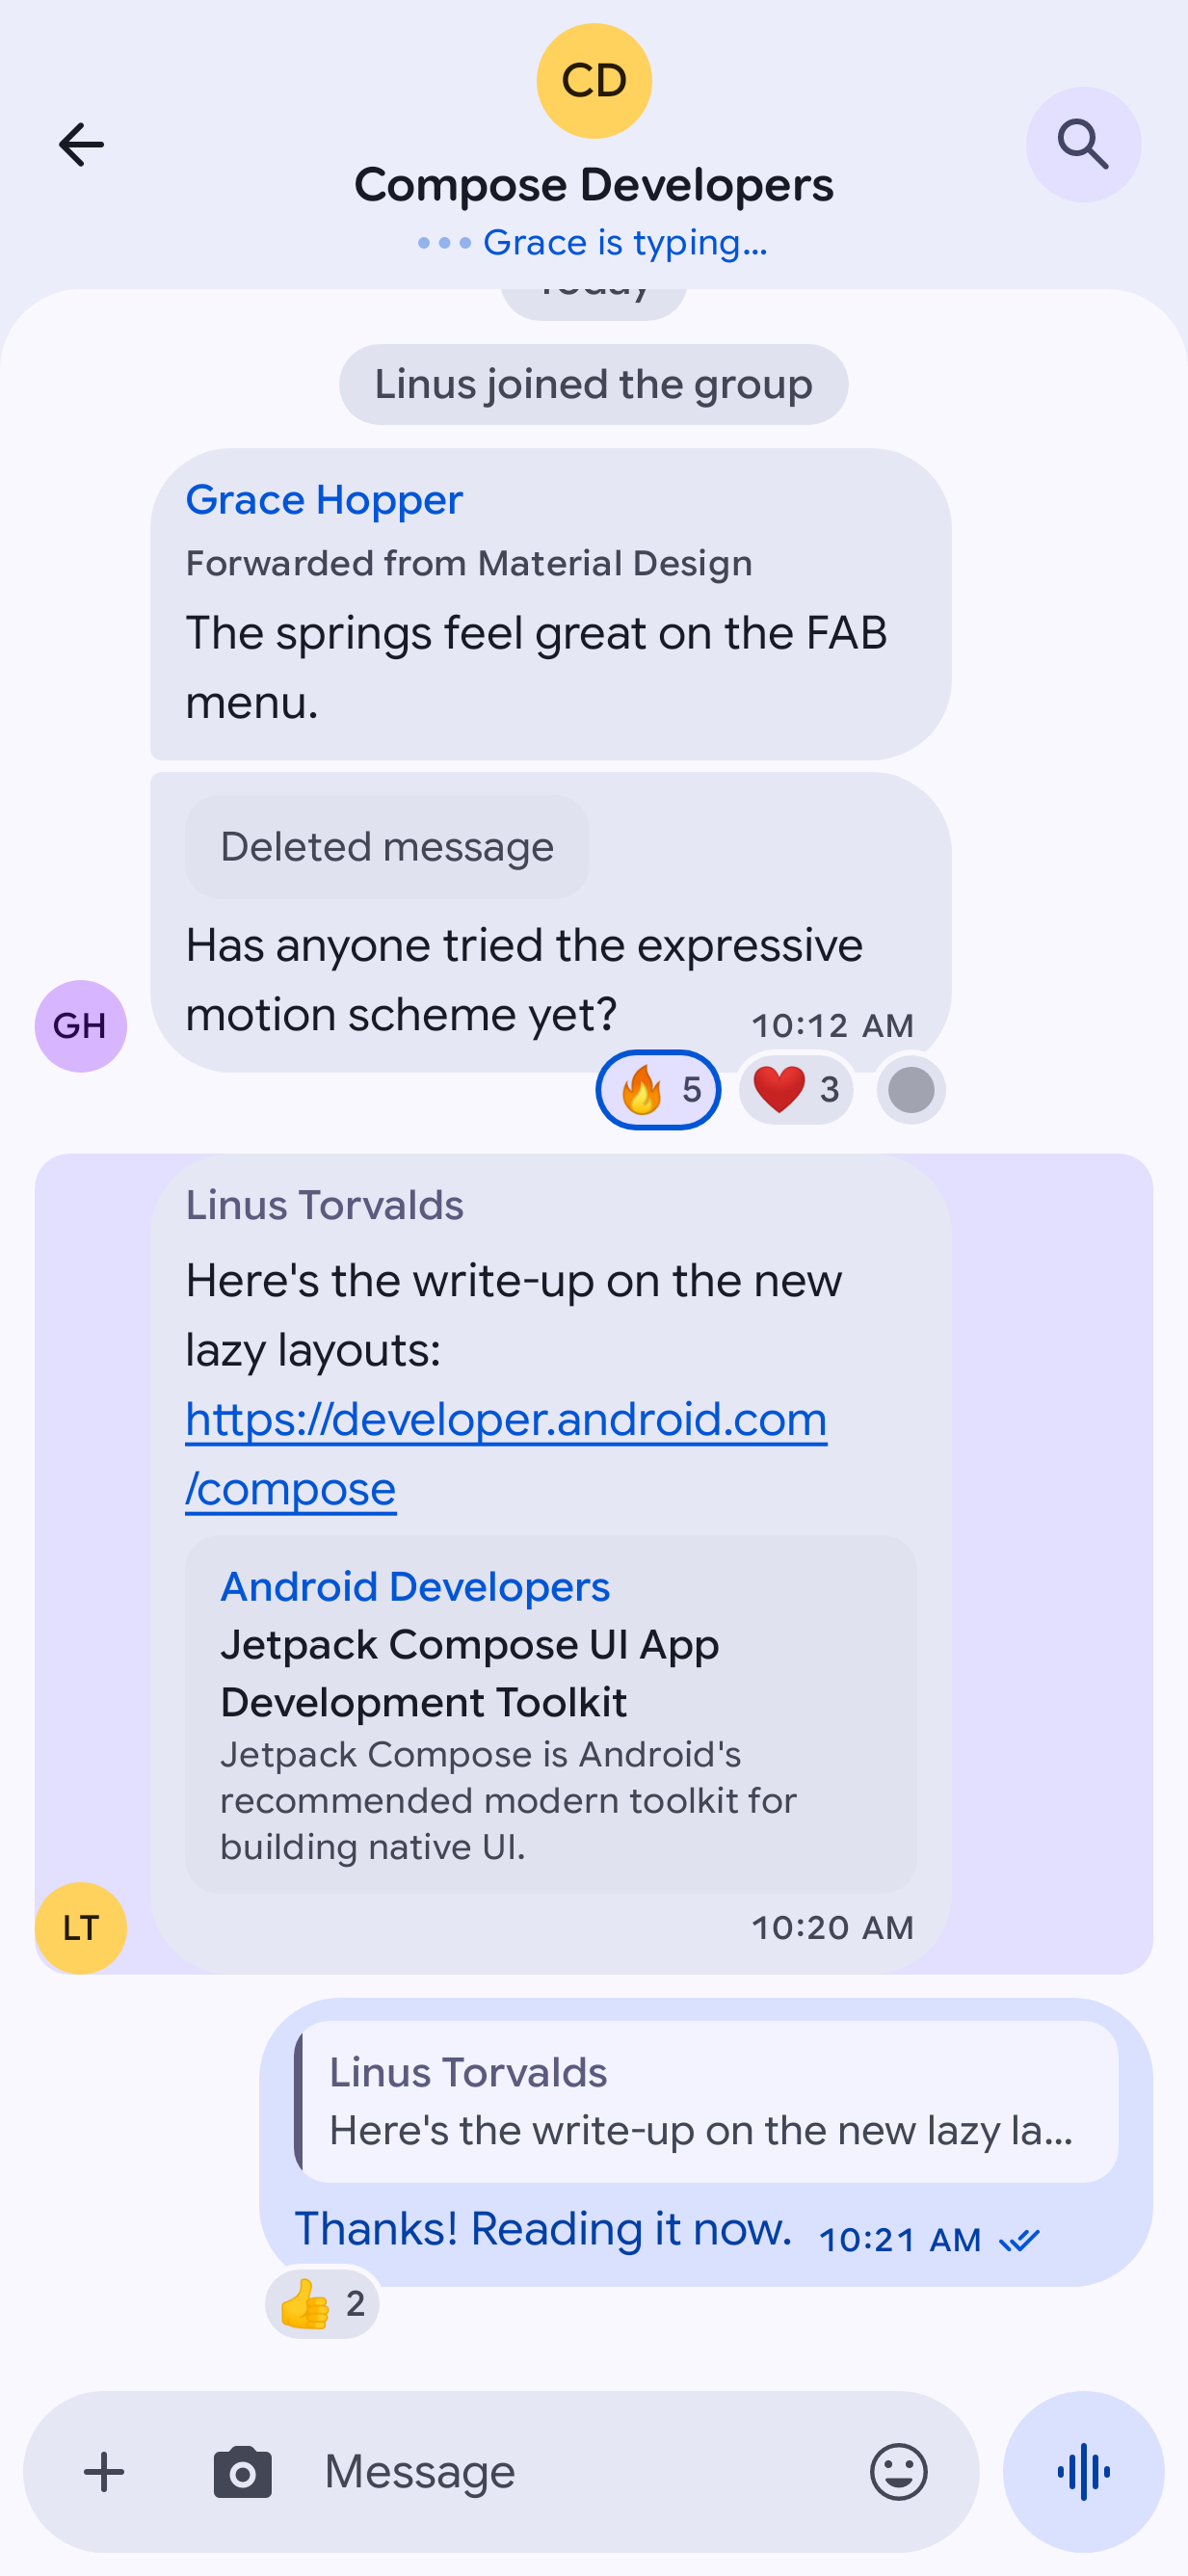 CD
Compose Developers
Grace is typing...
Today
Linus joined the group
Grace Hopper
Forwarded from Material Design
The springs feel great on the FAB
menu.
Deleted message
Has anyone tried the expressive
motion scheme yet?
10:12 AM
GH
🔥 5
❤️ 3
Linus Torvalds
Here's the write-up on the new
lazy layouts:
https://developer.android.com
/compose
Android Developers
Jetpack Compose UI App
Development Toolkit
Jetpack Compose is Android's
recommended modern toolkit for
building native UI.
LT
10:20 AM
Linus Torvalds
Here's the write-up on the new lazy la...
Thanks! Reading it now.
10:21 AM
👍 2
Message